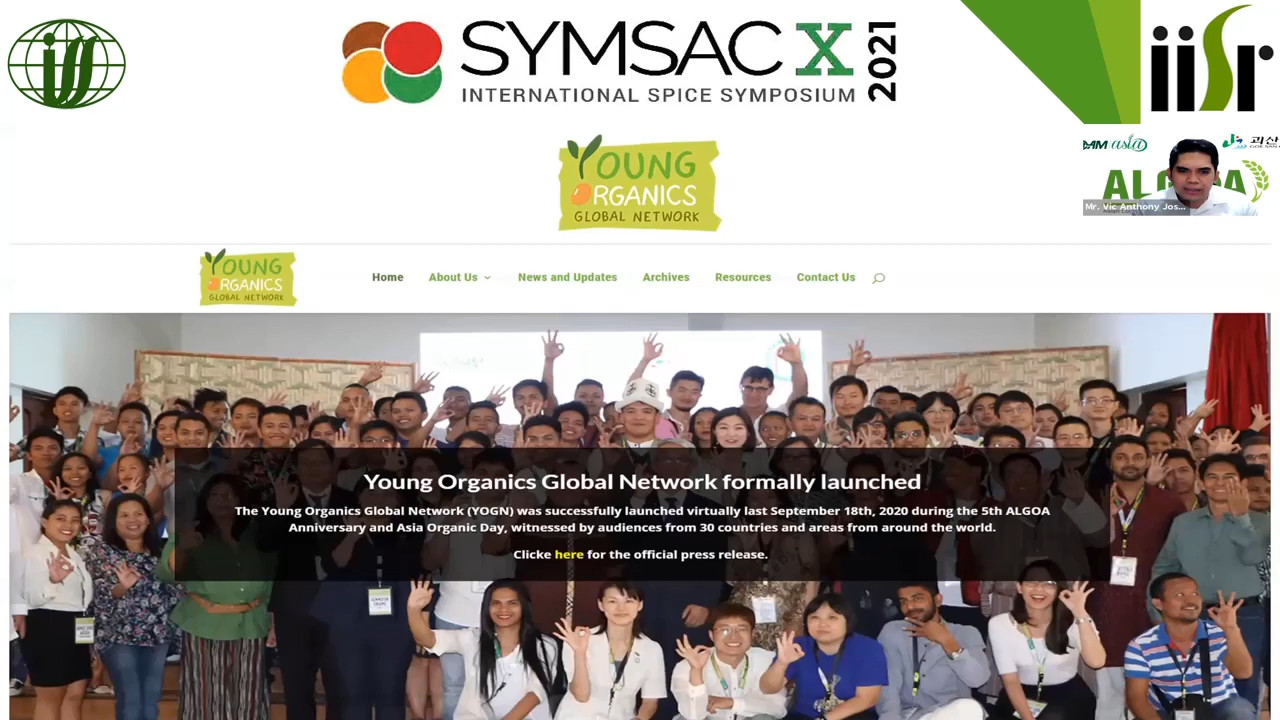 iss
SYMSAC X 2021
INTERNATIONAL SPICE SYMPOSIUM
iisr
YOUNG
ORGANICS
GLOBAL NETWORK
asia
괴산
ALGOA
Mr. Vic Anthony Jos...
YOUNG
ORGANICS
GLOBAL NETWORK
Home About Us News and Updates Archives Resources Contact Us
Young Organics Global Network formally launched
The Young Organics Global Network (YOGN) was successfully launched virtually last September 18th, 2020 during the 5th ALGOA
Anniversary and Asia Organic Day, witnessed by audiences from 30 countries and areas from around the world.
Clicke here for the official press release.